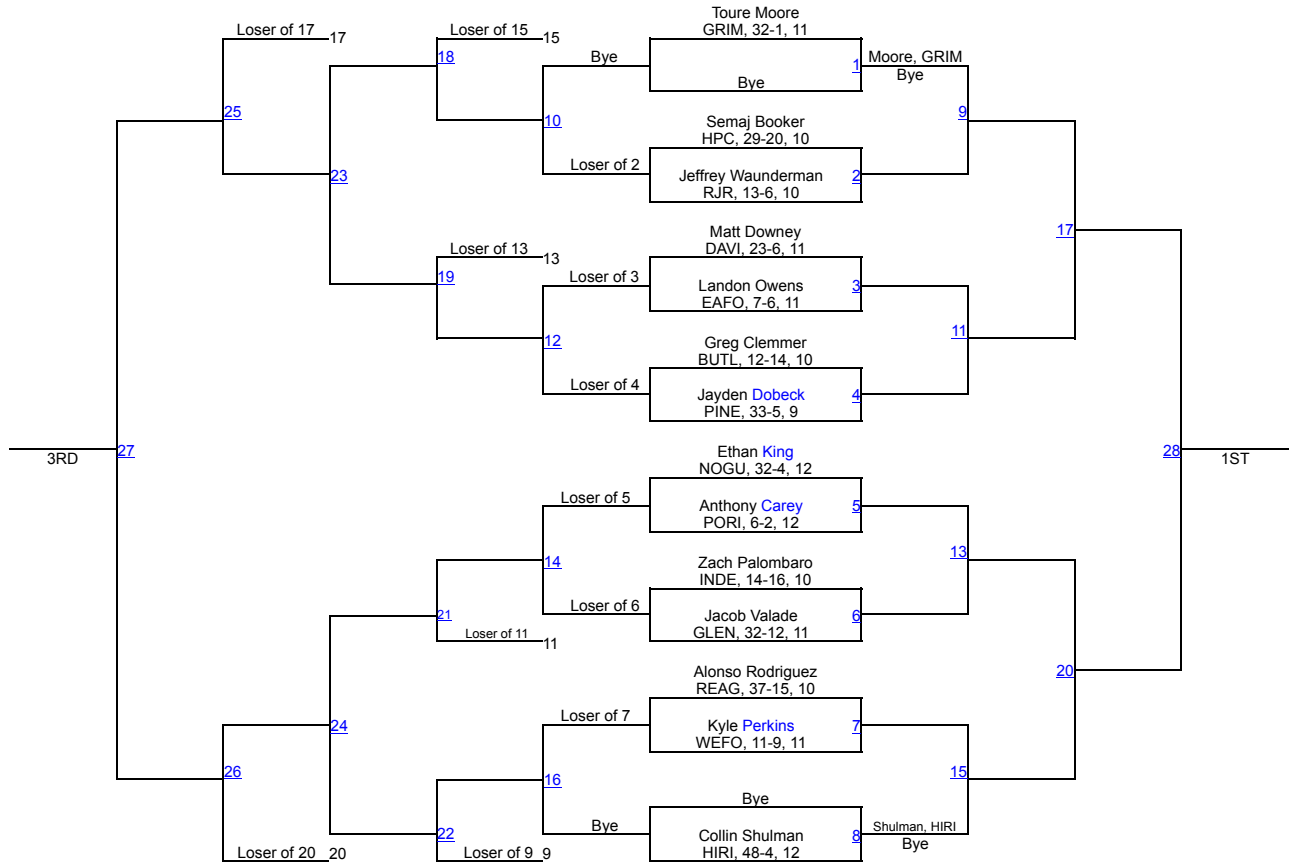 Toure Moore
Loser of 17 17 Loser of 15 15 GRIM, 32-1, 11
18 Bye 1 Moore, GRIM
Bye Bye
25 10 Semaj Booker 9
HPC, 29-20, 10
Loser of 2
23 Jeffrey Waunderman 2
RJR, 13-6, 10
Matt Downey 17
Loser of 13 13 DAVI, 23-6, 11
19 Loser of 3
Landon Owens 3
EAFO, 7-6, 11
12 Greg Clemmer 11
BUTL, 12-14, 10
Loser of 4
Jayden Dobeck 4
PINE, 33-5, 9
3RD 27 Ethan King 28 1ST
NOGU, 32-4, 12
Loser of 5
Anthony Carey 5
PORI, 6-2, 12
14 Zach Palombaro 13
INDE, 14-16, 10
Loser of 6
21 Jacob Valade 6
Loser of 11 11 GLEN, 32-12, 11
Alonso Rodriguez 20
REAG, 37-15, 10
Loser of 7
24 Kyle Perkins 7
WEFO, 11-9, 11
26 16 15
Bye
22 Bye Collin Shulman 8 Shulman, HIRI
HIRI, 48-4, 12 Bye
Loser of 20 20 Loser of 9 9